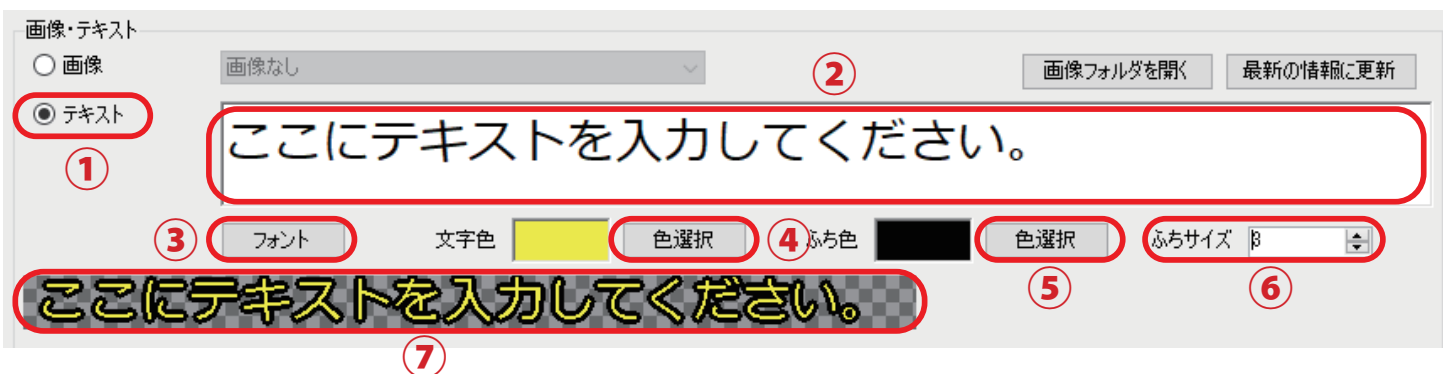 画像・テキスト
画像 画像なし ② 画像フォルダを開く 最新の情報に更新
テキスト ここにテキストを入力してください。
①
③ フォント 文字色 色選択 ④ ふち色 色選択 ふちサイズ 3
⑤ ⑥
ここにテキストを入力してください。
⑦